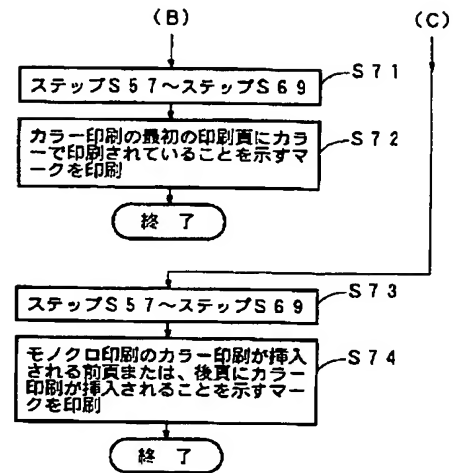 (B)
(C)
ステップS57～ステップS69
S71
カラー印刷の最初の印刷頁にカラ
ーで印刷されていることを示すマ
ークを印刷
S72
終了
ステップS57～ステップS69
S73
モノクロ印刷のカラー印刷が挿入
される前頁または、後頁にカラー
印刷が挿入されることを示すマー
クを印刷
S74
終了